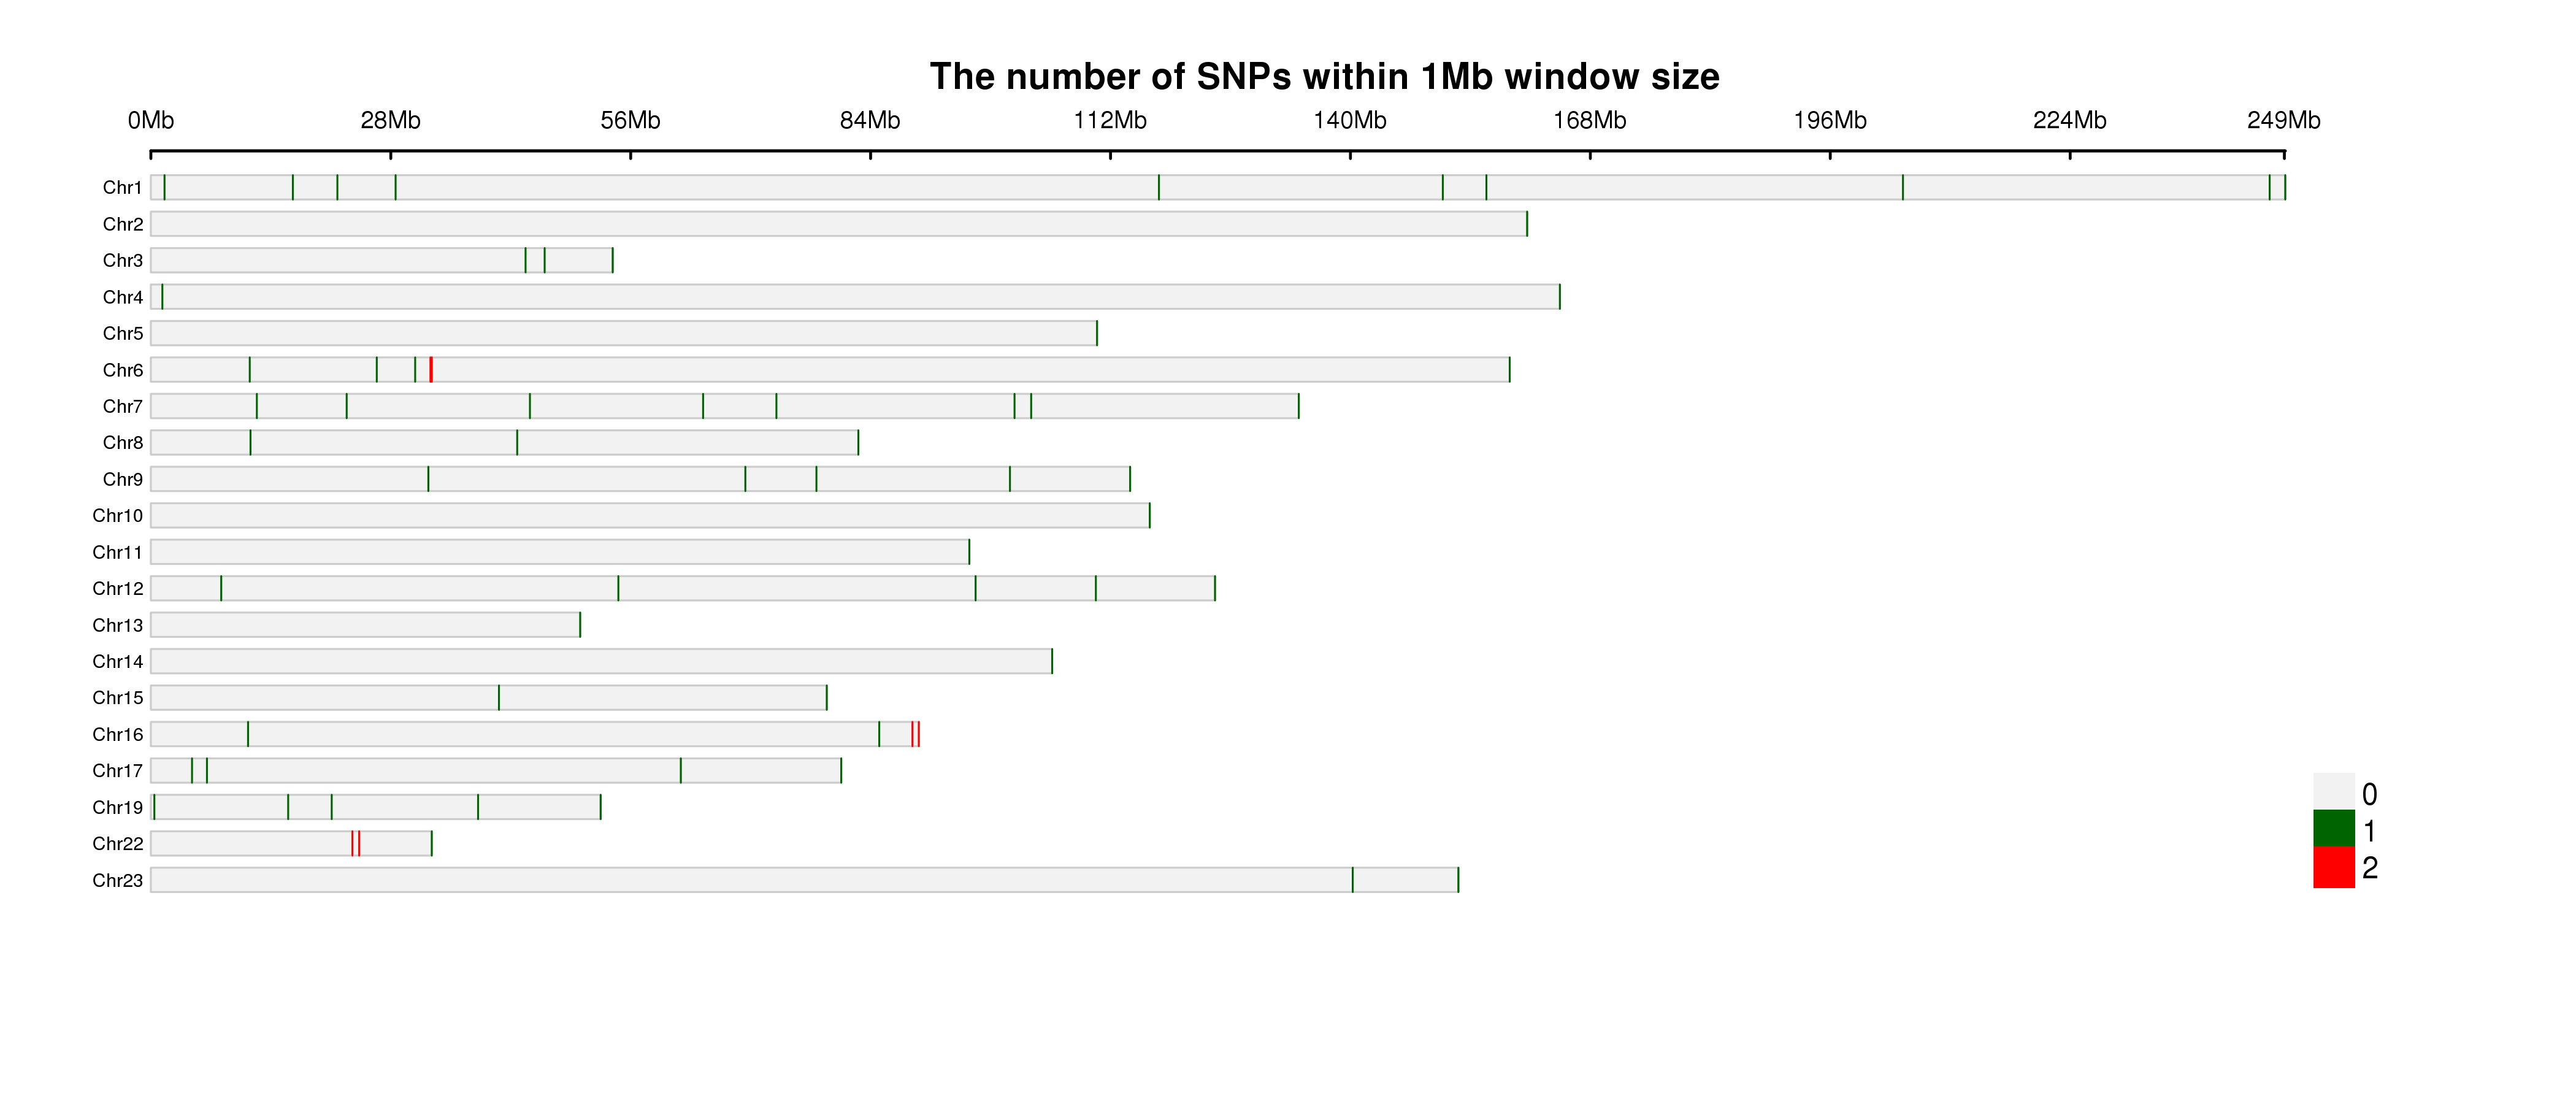 The number of SNPs within 1Mb window size
0Mb 28Mb 56Mb 84Mb 112Mb 140Mb 168Mb 196Mb 224Mb 249Mb
Chr1
Chr2
Chr3
Chr4
Chr5
Chr6
Chr7
Chr8
Chr9
Chr10
Chr11
Chr12
Chr13
Chr14
Chr15
Chr16
Chr17
Chr19
Chr22
Chr23
0
1
2